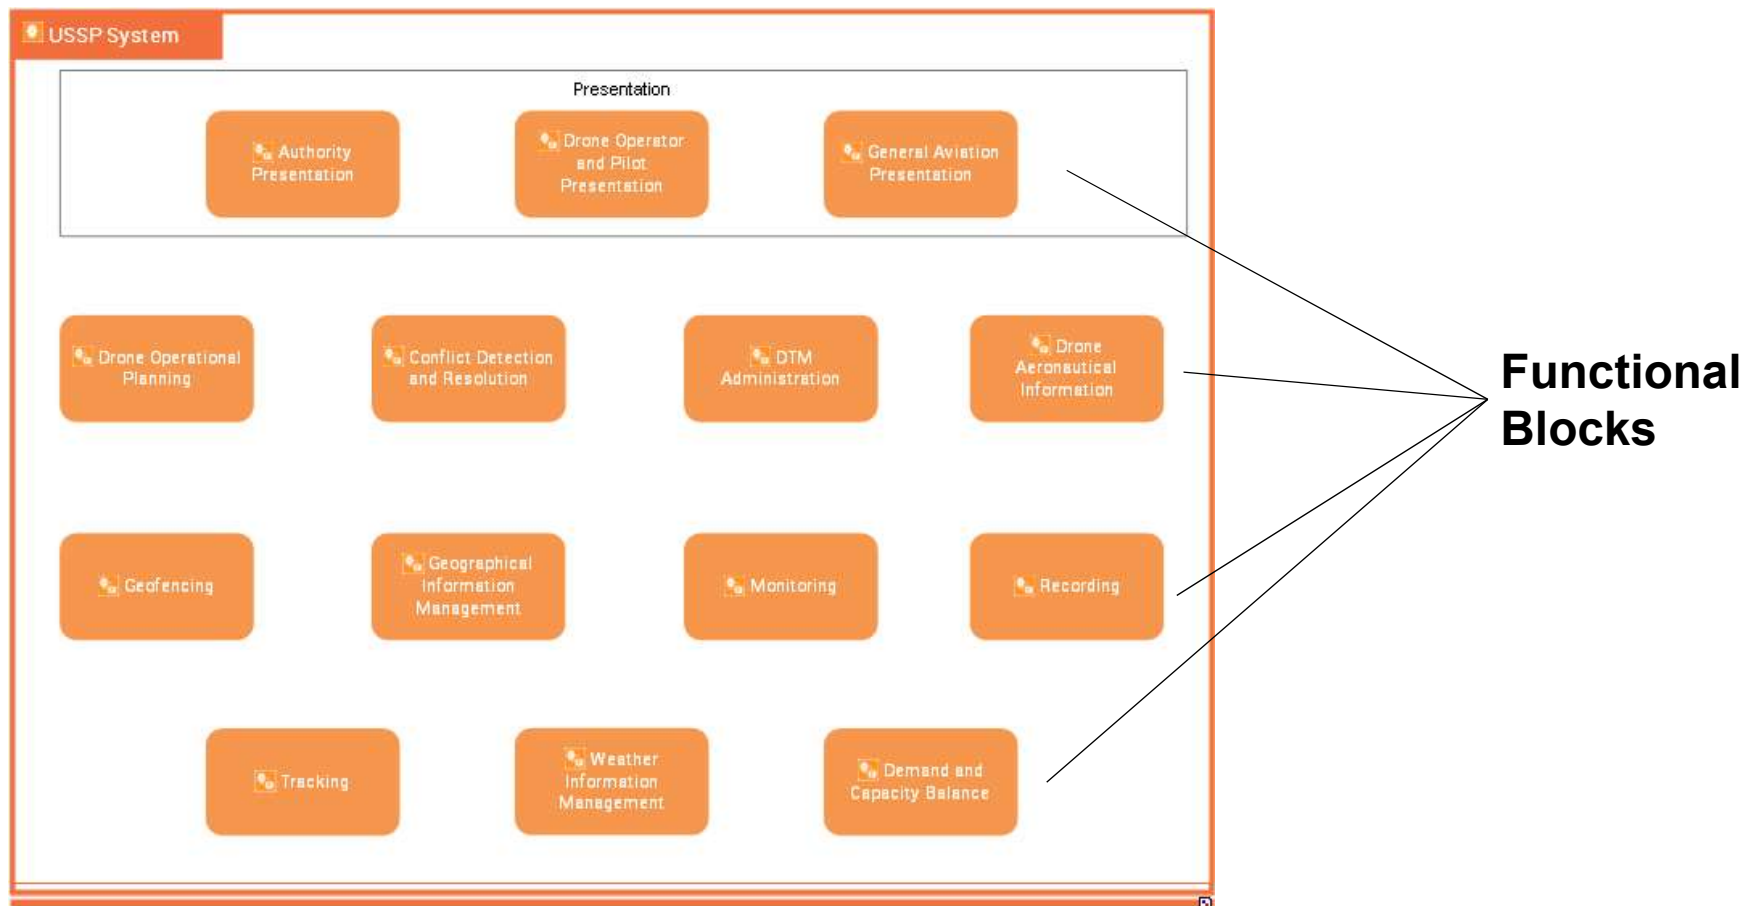 USSP System
Presentation
Authority
Presentation
Drone Operator
and Pilot
Presentation
General Aviation
Presentation
Drone Operational
Planning
Conflict Detection
and Resolution
DTM
Administration
Drone
Aeronautical
Information
Functional
Blocks
Geofencing
Geographical
Information
Management
Monitoring
Recording
Tracking
Weather
Information
Management
Demand and
Capacity Balance